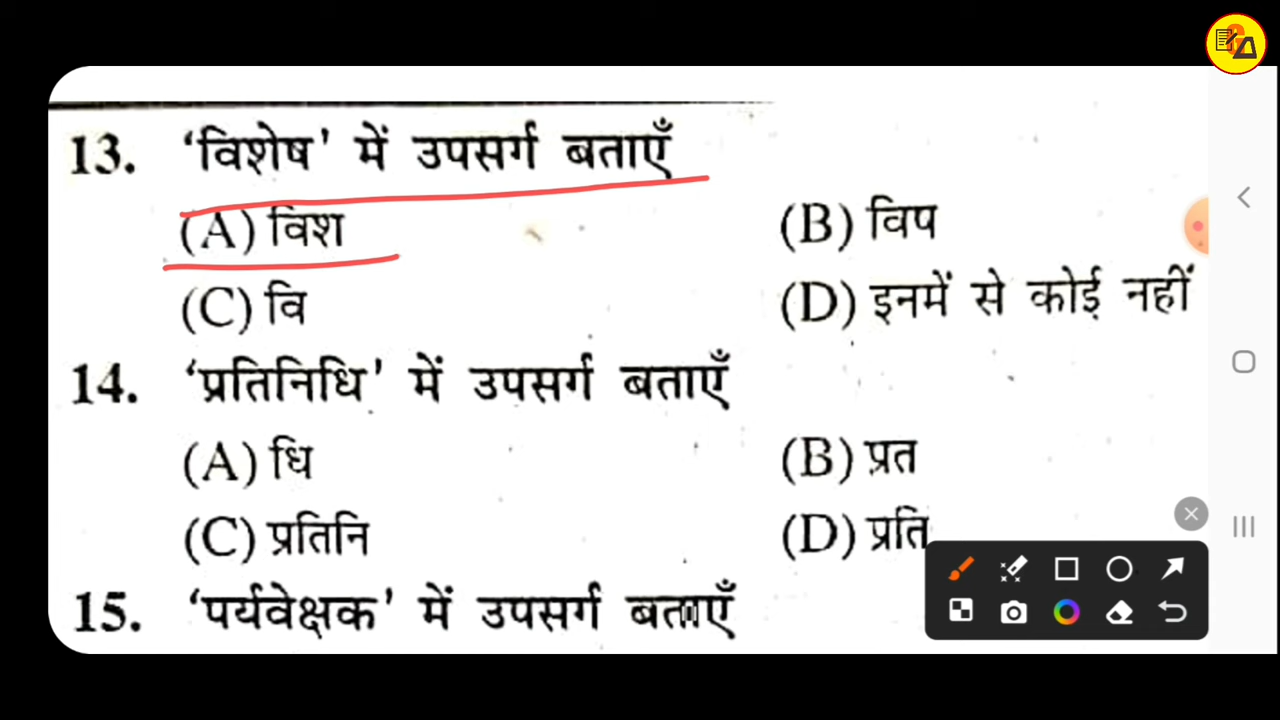 13. ‘विशेष’ में उपसर्ग बताएँ
(A) विश (B) विष
(C) वि (D) इनमें से कोई नहीं
14. ‘प्रतिनिधि’ में उपसर्ग बताएँ
(A) धि (B) प्रत
(C) प्रतिनि (D) प्रति
15. ‘पर्यवेक्षक’ में उपसर्ग बताएँ